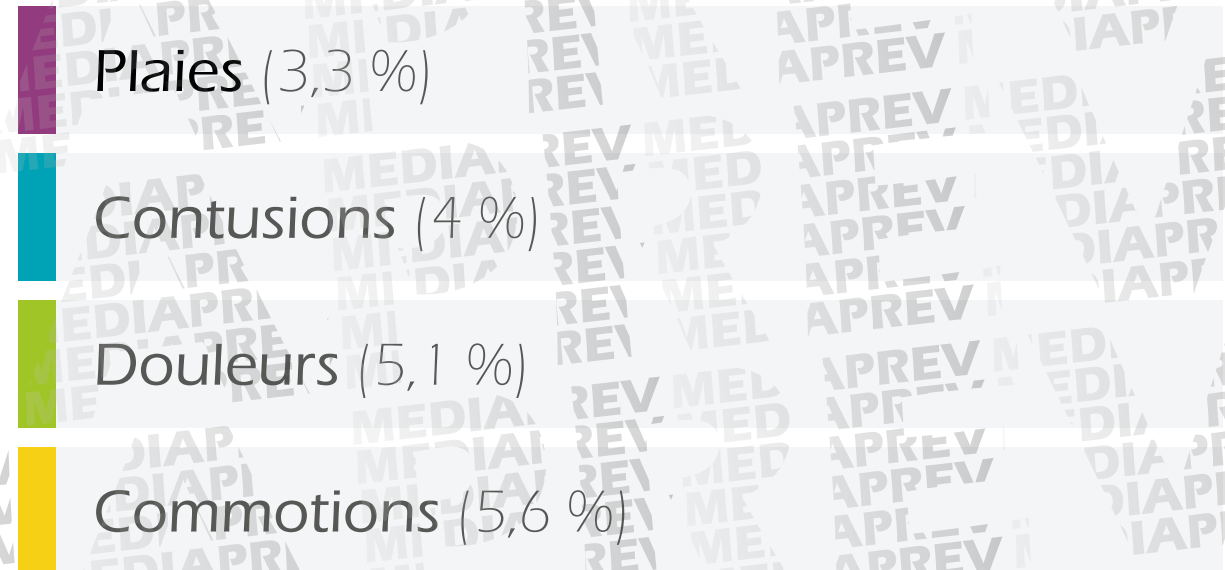 Plaies (3,3 %)
Contusions (4 %)
Douleurs (5,1 %)
Commotions (5,6 %)